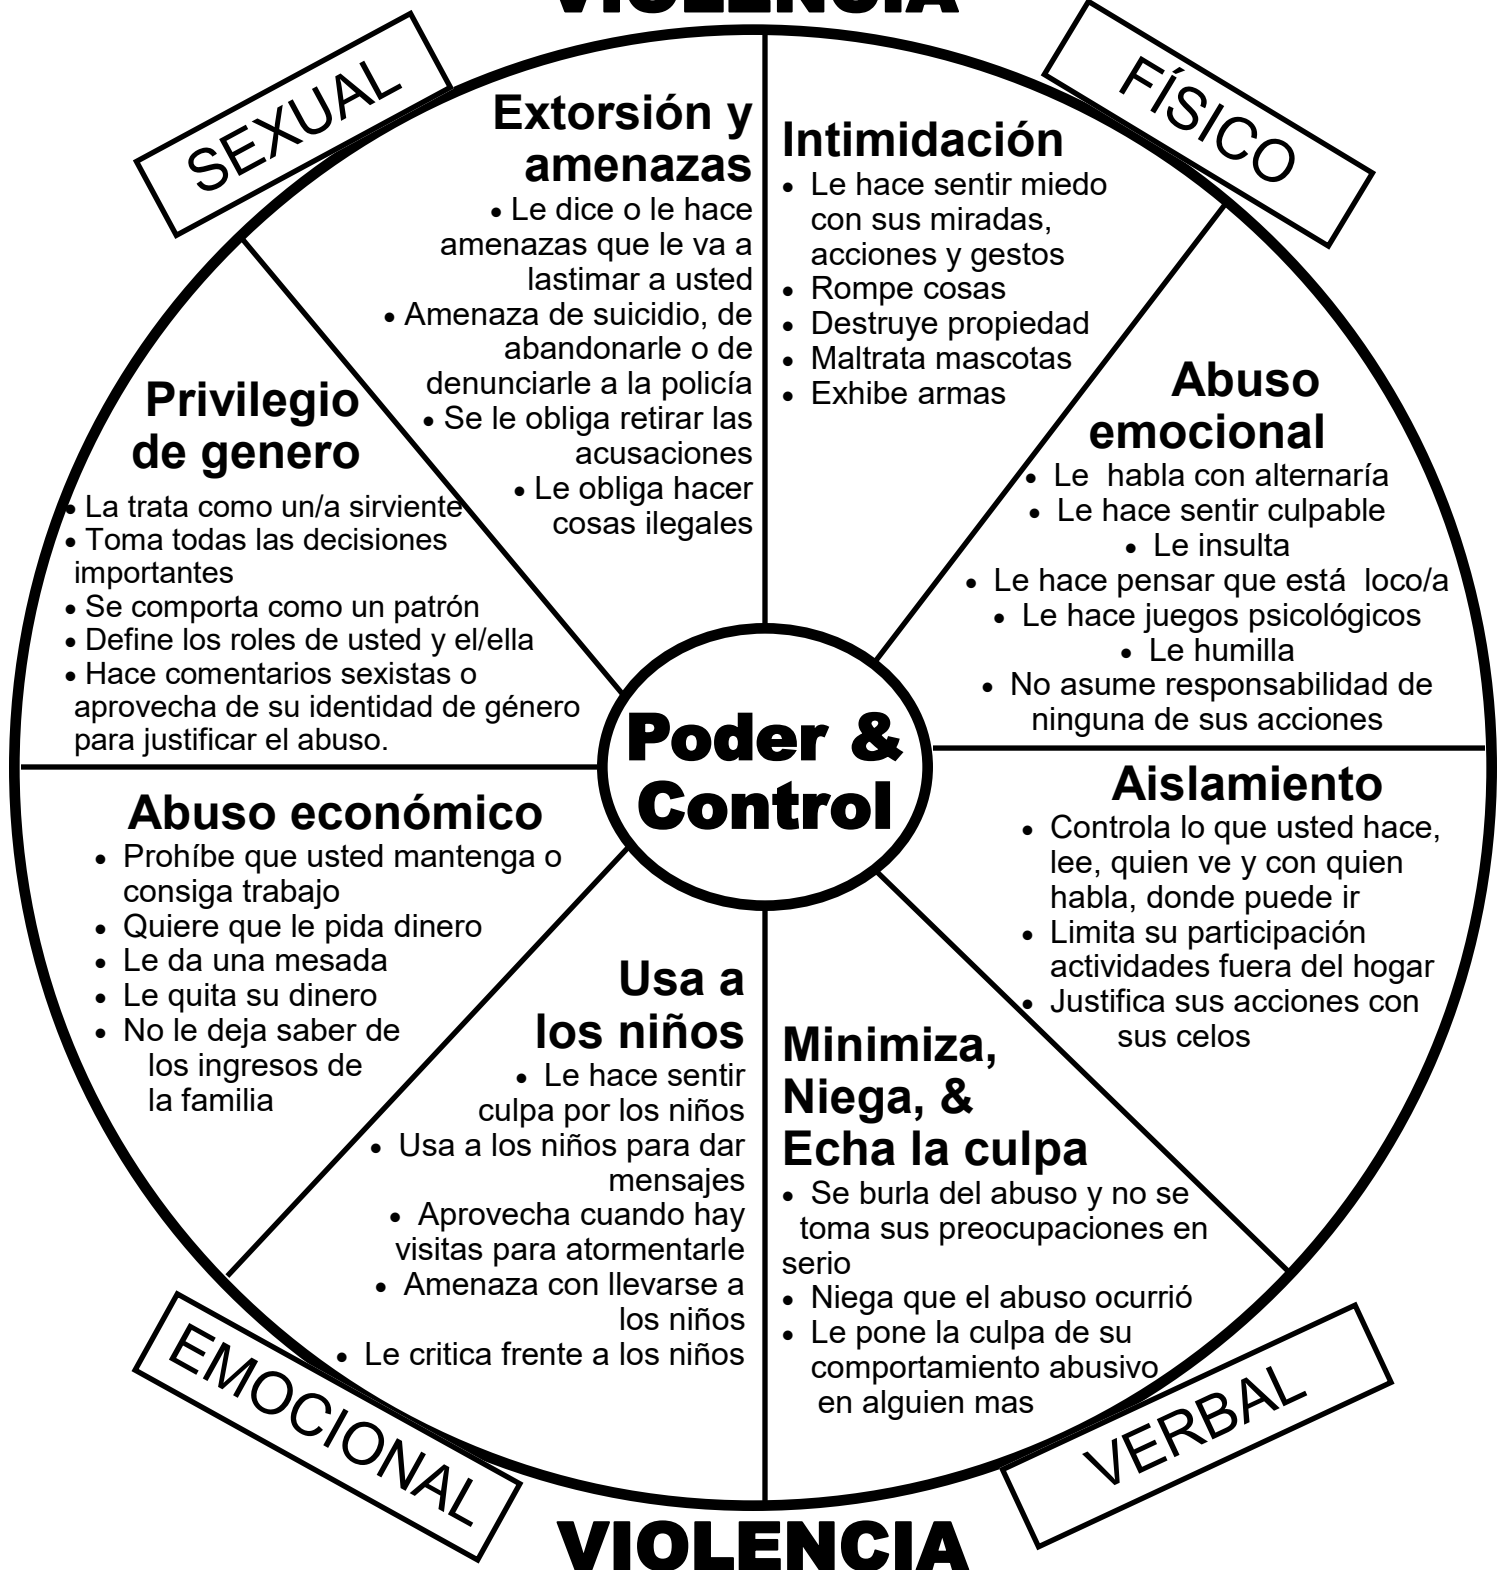 VIOLENCIA
SEXUAL
FÍSICO
Extorsión y
amenazas
• Le dice o le hace
amenazas que le va a
lastimar a usted
• Amenaza de suicidio, de
abandonarle o de
denunciarle a la policía
• Se le obliga retirar las
acusaciones
• Le obliga hacer
cosas ilegales
Intimidación
• Le hace sentir miedo
con sus miradas,
acciones y gestos
• Rompe cosas
• Destruye propiedad
• Maltrata mascotas
• Exhibe armas
Abuso
emocional
• Le habla con alternaría
• Le hace sentir culpable
• Le insulta
• Le hace pensar que está loco/a
• Le hace juegos psicológicos
• Le humilla
• No asume responsabilidad de
ninguna de sus acciones
Privilegio
de genero
• La trata como un/a sirviente
• Toma todas las decisiones
importantes
• Se comporta como un patrón
• Define los roles de usted y el/ella
• Hace comentarios sexistas o
aprovecha de su identidad de género
para justificar el abuso.
Poder &
Control
Abuso económico
• Prohíbe que usted mantenga o
consiga trabajo
• Quiere que le pida dinero
• Le da una mesada
• Le quita su dinero
• No le deja saber de
los ingresos de
la familia
Aislamiento
• Controla lo que usted hace,
lee, quien ve y con quien
habla, donde puede ir
• Limita su participación
actividades fuera del hogar
• Justifica sus acciones con
sus celos
Usa a
los niños
• Le hace sentir
culpa por los niños
• Usa a los niños para dar
mensajes
• Aprovecha cuando hay
visitas para atormentarle
• Amenaza con llevarse a
los niños
• Le critica frente a los niños
Minimiza,
Niega, &
Echa la culpa
• Se burla del abuso y no se
toma sus preocupaciones en
serio
• Niega que el abuso ocurrió
• Le pone la culpa de su
comportamiento abusivo
en alguien mas
EMOCIONAL
VERBAL
VIOLENCIA